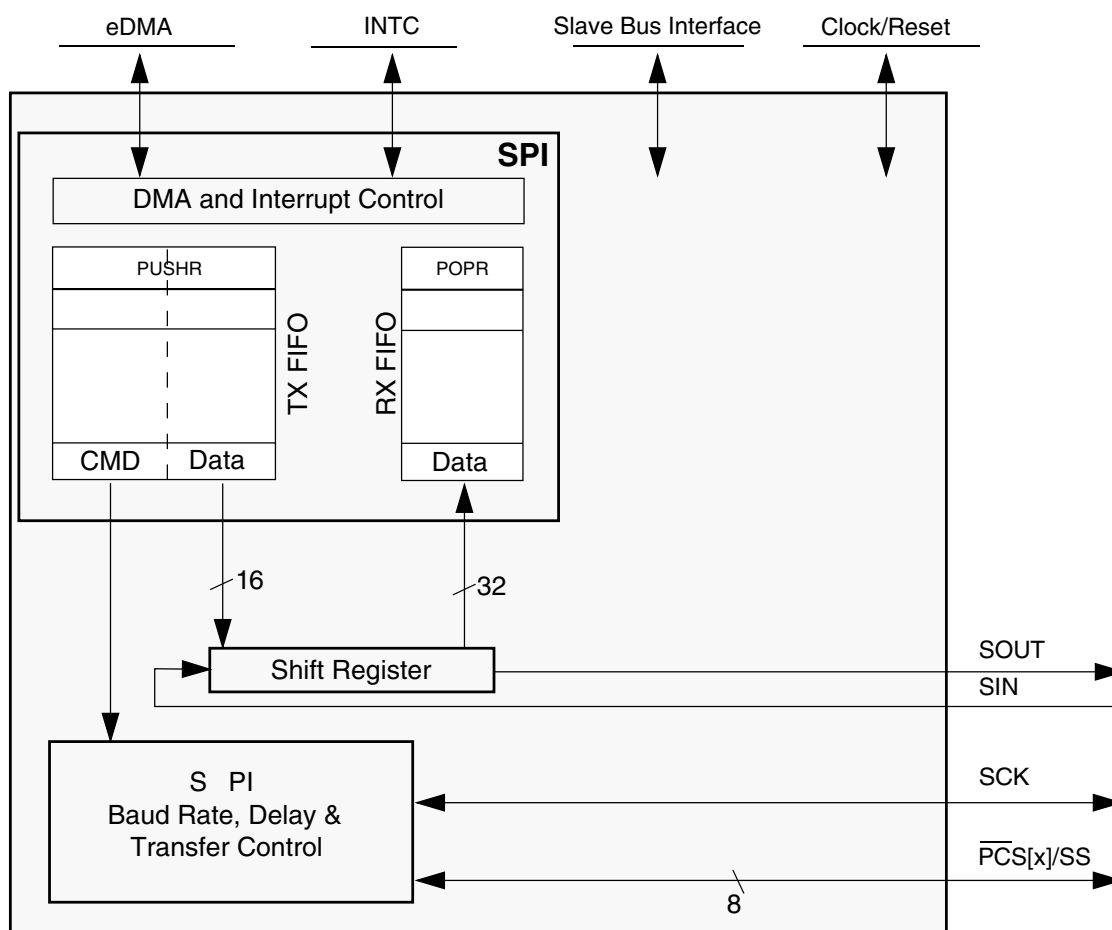 eDMA
INTC
Slave Bus Interface
Clock/Reset
SPI
DMA and Interrupt Control
PUSHR
POPR
TX FIFO
RX FIFO
CMD
Data
Data
16
32
Shift Register
SOUT
SIN
S PI
Baud Rate, Delay &
Transfer Control
SCK
PCS[x]/SS
8